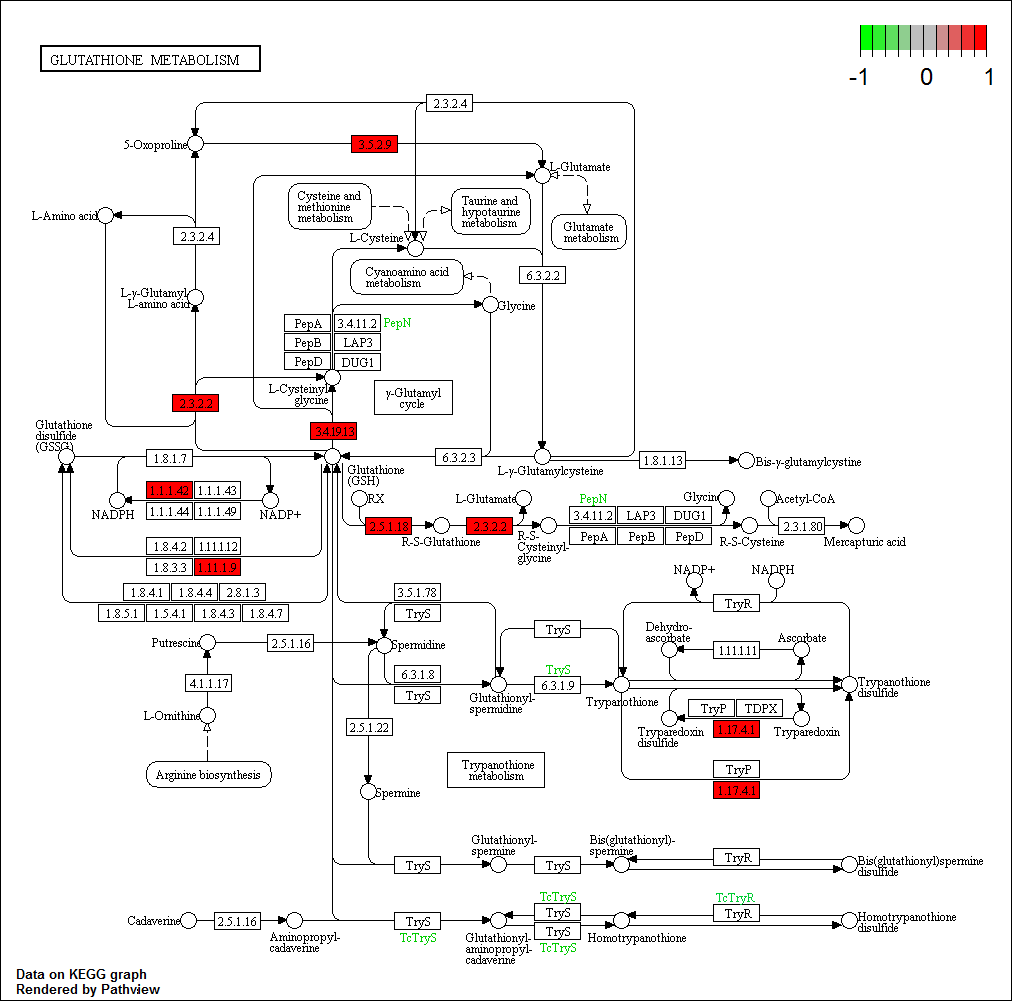 GLUTATHIONE METABOLISM
-1
0
1
2.3.2.4
5-Oxoproline
3.5.2.9
L-Glutamate
Cysteine and
methionine
metabolism
Taurine and
hypotaurine
metabolism
Glutamate
metabolism
L-Amino acid
2.3.2.4
L-Cysteine
6.3.2.2
Cyanoamino acid
metabolism
L-γ-Glutamyl
L-amino acid
Glycine
PepA
3.4.11.2
PepN
PepB
LAP3
PepD
DUG1
L-Cysteinyl
glycine
γ-Glutamyl
cycle
2.3.2.2
Glutathione
disulfide
(GSSG)
3.4.19.13
1.8.1.7
Glutathione
(GSH)
6.3.2.3
L-γ-Glutamylcysteine
1.8.1.13
Bis-γ-glutamylcystine
1.1.1.42
1.1.1.43
1.1.1.44
1.1.1.49
NADPH
NADP+
RX
L-Glutamate
PepN
Glycine
Acetyl-CoA
2.5.1.18
2.3.2.2
3.4.11.2
LAP3
DUG1
PepA
PepB
PepD
2.3.1.80
R-S-Glutathione
R-S-
Cysteinyl-
glycine
R-S-Cysteine
Mercapturic acid
1.8.4.2
1.11.1.12
1.8.3.3
1.11.1.9
1.8.4.1
1.8.4.4
2.8.1.3
1.8.5.1
1.5.4.1
1.8.4.3
1.8.4.7
3.5.1.78
TryS
NADP+
NADPH
TryR
Putrescine
2.5.1.16
Spermidine
TryS
Dehydro-
ascorbate
1.11.1.11
Ascorbate
4.1.1.17
6.3.1.8
TryS
TryS
6.3.1.9
Glutathionyl-
spermidine
Trypanothione
Trypanothione
disulfide
L-Ornithine
2.5.1.22
TryP
TDPX
1.17.4.1
Tryparedoxin
disulfide
Tryparedoxin
Arginine biosynthesis
Trypanothione
metabolism
TryP
1.17.4.1
Spermine
Glutathionyl-
spermine
Bis(glutathionyl)-
spermine
TryS
TryS
TryR
Bis(glutathionyl)spermine
disulfide
TcTryS
TcTryR
Cadaverine
2.5.1.16
Aminopropyl-
cadaverine
TryS
TcTryS
TryS
TryS
TcTryS
Glutathionyl-
aminopropyl-
cadaverine
Homotrypanothione
TryR
Homotrypanothione
disulfide
Data on KEGG graph
Rendered by Pathview